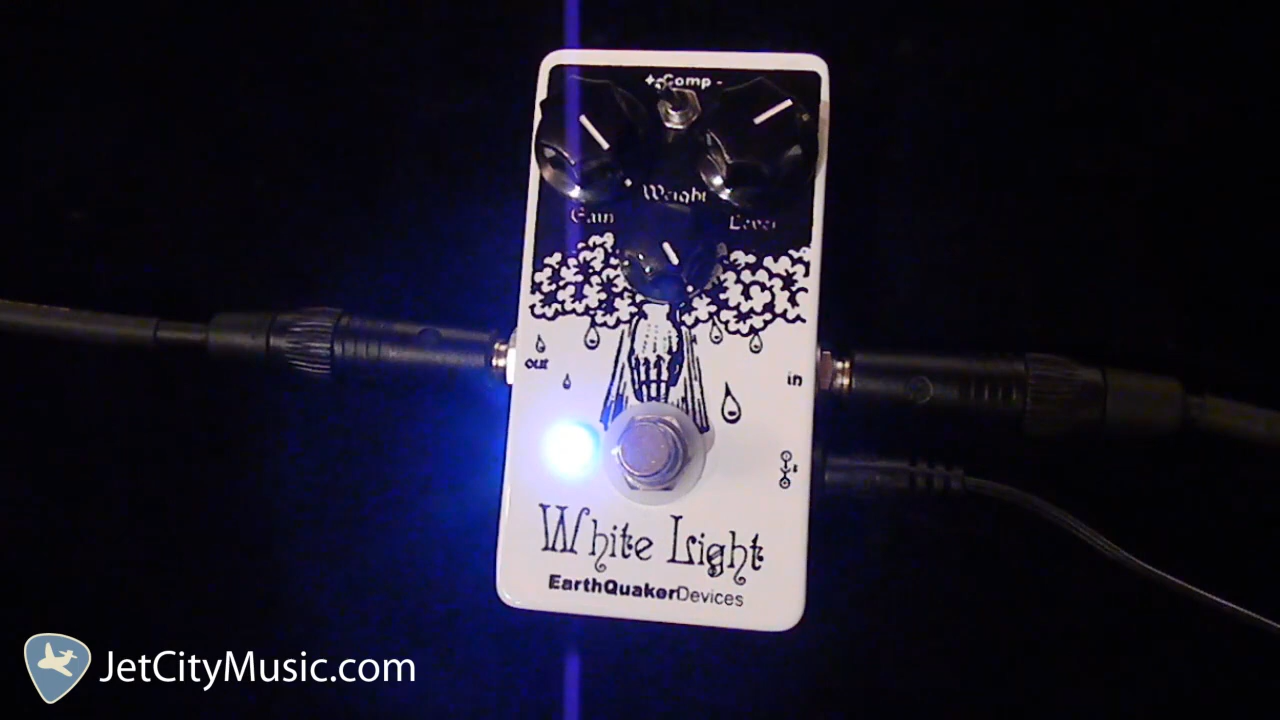 + Comp -
Weight
Gain
Level
out
in
White Light
EarthQuakerDevices
JetCityMusic.com